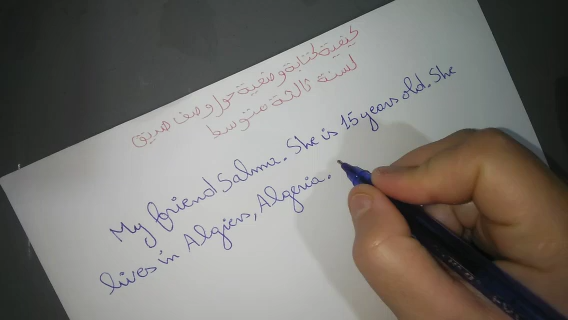 كيفية كتابة وضعية حول وصف صديق
لسنة ثالثة متوسط
My friend Salma. She is 15 years old. She
lives in Algiers, Algeria.